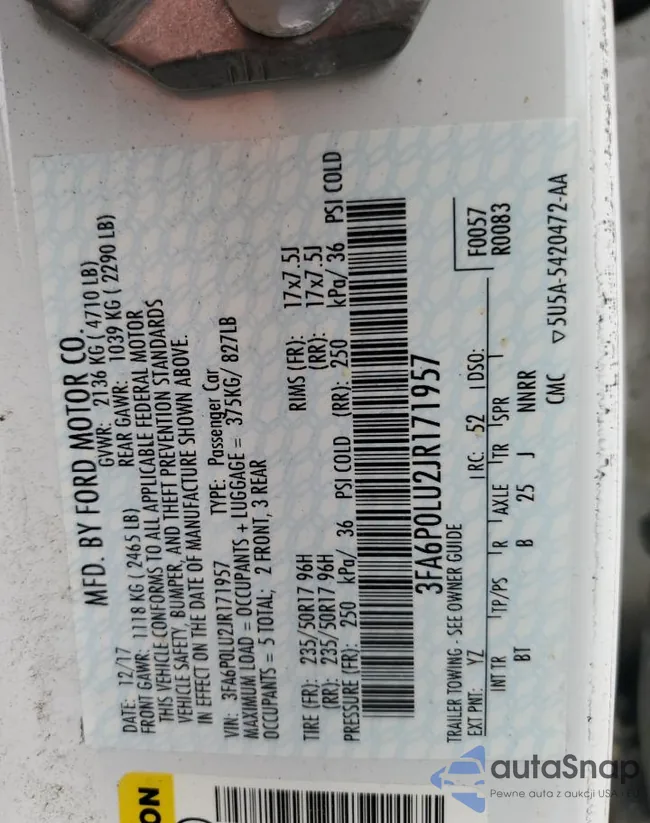 MFD. BY FORD MOTOR CO.
DATE: 12/17 GVWR: 2136 KG ( 4710 LB)
FRONT GAWR: 1118 KG ( 2465 LB) REAR GAWR: 1039 KG ( 2290 LB)
THIS VEHICLE CONFORMS TO ALL APPLICABLE FEDERAL MOTOR
VEHICLE SAFETY, BUMPER, AND THEFT PREVENTION STANDARDS
IN EFFECT ON THE DATE OF MANUFACTURE SHOWN ABOVE.
VIN: 3FA6P0LU2JR171957 TYPE: Passenger Car
MAXIMUM LOAD = OCCUPANTS + LUGGAGE = 375KG/ 827LB
OCCUPANTS = 5 TOTAL; 2 FRONT, 3 REAR
TIRE (FR): 235/50R17 96H RIMS (FR): 17x7.5J
(RR): 235/50R17 96H (RR): 17x7.5J
PRESSURE (FR): 250 kPa/ 36 PSI COLD (RR): 250 kPa/ 36 PSI COLD
3FA6P0LU2JR171957
TRAILER TOWING - SEE OWNER GUIDE
F0057
R0083
EXT PNT: YZ RC: 52 DSO:
INT TR TP/PS R AXLE TR SPR
BT B 25 J NNRR
CMC ▽5U5A-5420472-AA
ON
autaSnap
Pewne auta z aukcji USA i EU